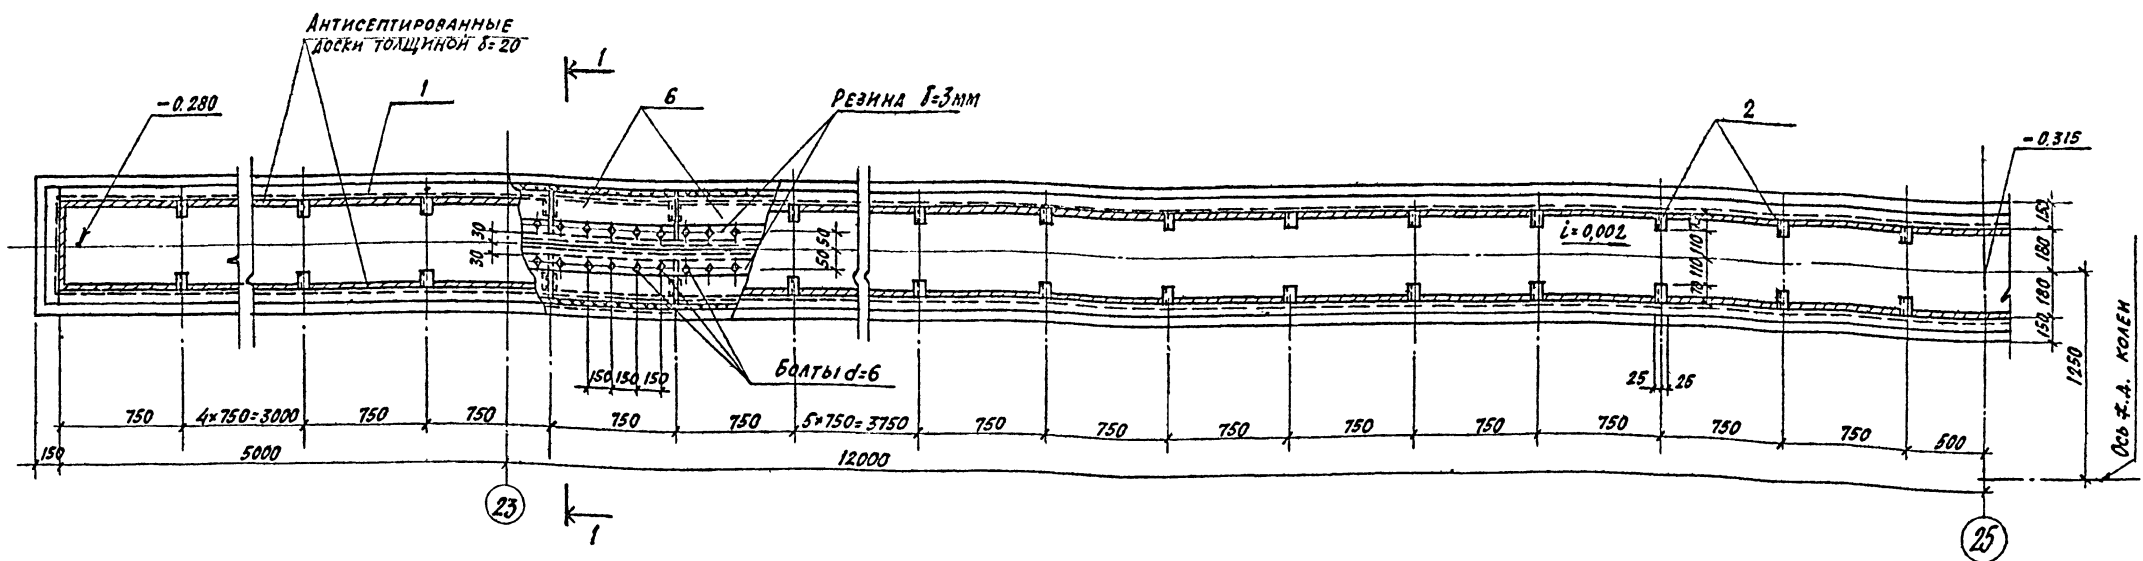 Антисептированные
доски толщиной δ=20
1
1
6
Резина δ=3мм
2
-0.280
-0.315
30
30
50 50
i=0,002
70 110 110 70
150 180 180 150
1250
Ось ж.д. колеи
150 150 150
Болты d=6
25 25
750 4×750=3000 750 750 750 750 5×750=3750 750 750 750 750 750 750 750 750 500
150 5000 12000
23
1
25